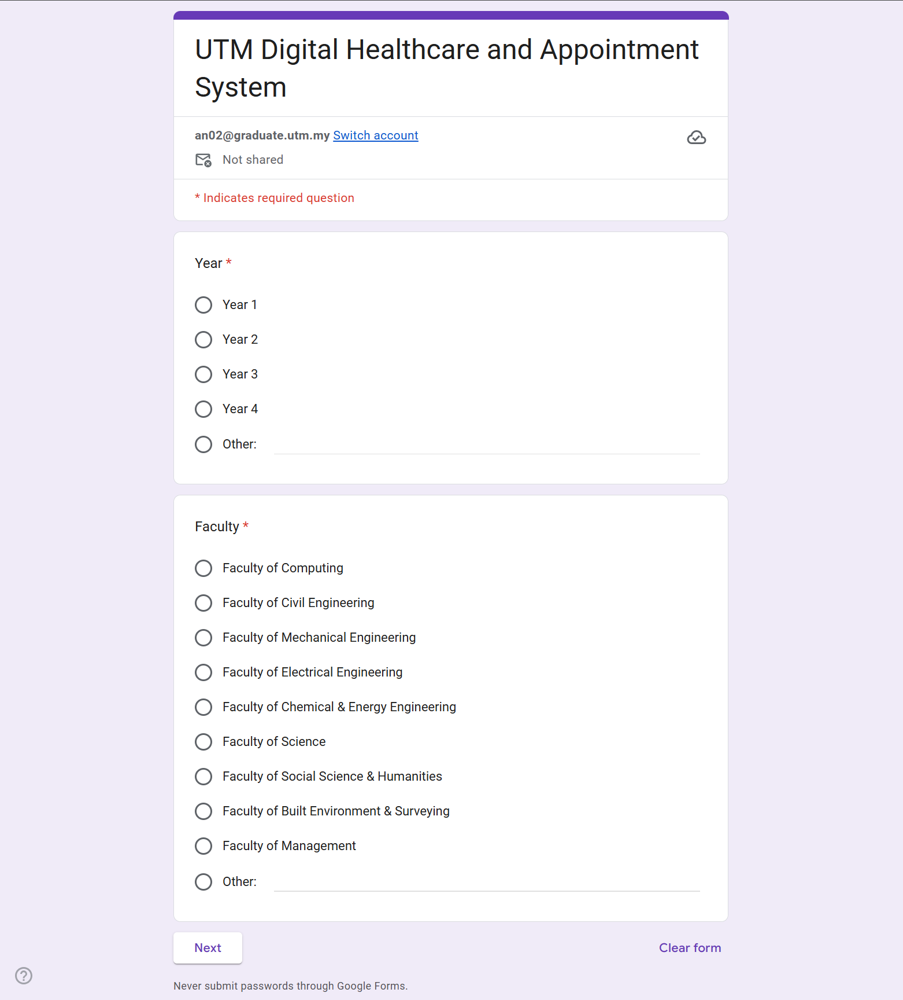 UTM Digital Healthcare and Appointment
System
an02@graduate.utm.my Switch account
Not shared
* Indicates required question
Year *
Year 1
Year 2
Year 3
Year 4
Other:
Faculty *
Faculty of Computing
Faculty of Civil Engineering
Faculty of Mechanical Engineering
Faculty of Electrical Engineering
Faculty of Chemical & Energy Engineering
Faculty of Science
Faculty of Social Science & Humanities
Faculty of Built Environment & Surveying
Faculty of Management
Other:
Next
Clear form
Never submit passwords through Google Forms.